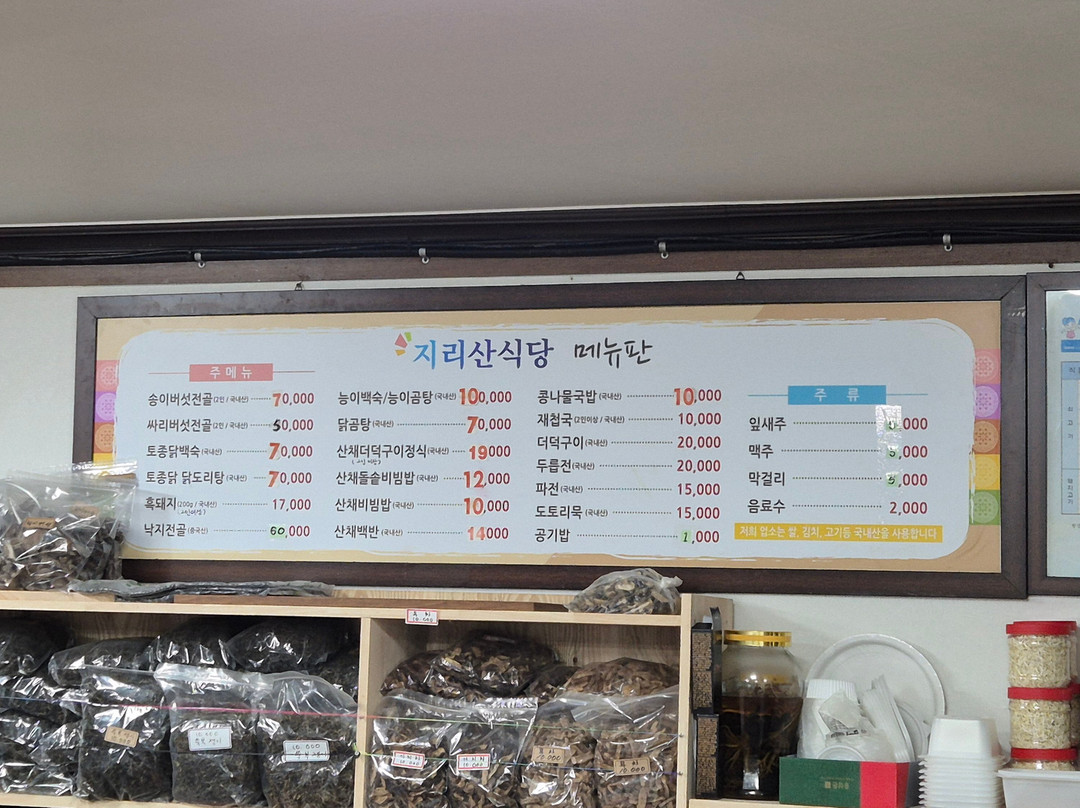 지리산식당 메뉴판
주메뉴
송이버섯전골(2인 / 국내산) 70,000
싸리버섯전골(2인 / 국내산) 50,000
토종닭백숙(국내산) 70,000
토종닭 닭도리탕(국내산) 70,000
흑돼지(200g / 국내산) 17,000
낙지전골(중국산) 60,000
능이백숙/능이곰탕(국내산) 100,000
닭곰탕(국내산) 70,000
산채더덕구이정식(국내산) 19000
산채돌솥비빔밥(국내산) 12,000
산채비빔밥(국내산) 10,000
산채백반(국내산) 14000
콩나물국밥(국내산) 10,000
재첩국(2인이상 / 국내산) 10,000
더덕구이(국내산) 20,000
두릅전(국내산) 20,000
파전(국내산) 15,000
도토리묵(국내산) 15,000
공기밥 1,000
주 류
잎새주 ,000
맥주 ,000
막걸리 ,000
음료수 2,000
저희 업소는 쌀, 김치, 고기등 국내산을 사용합니다
10,000
10.000
10.000